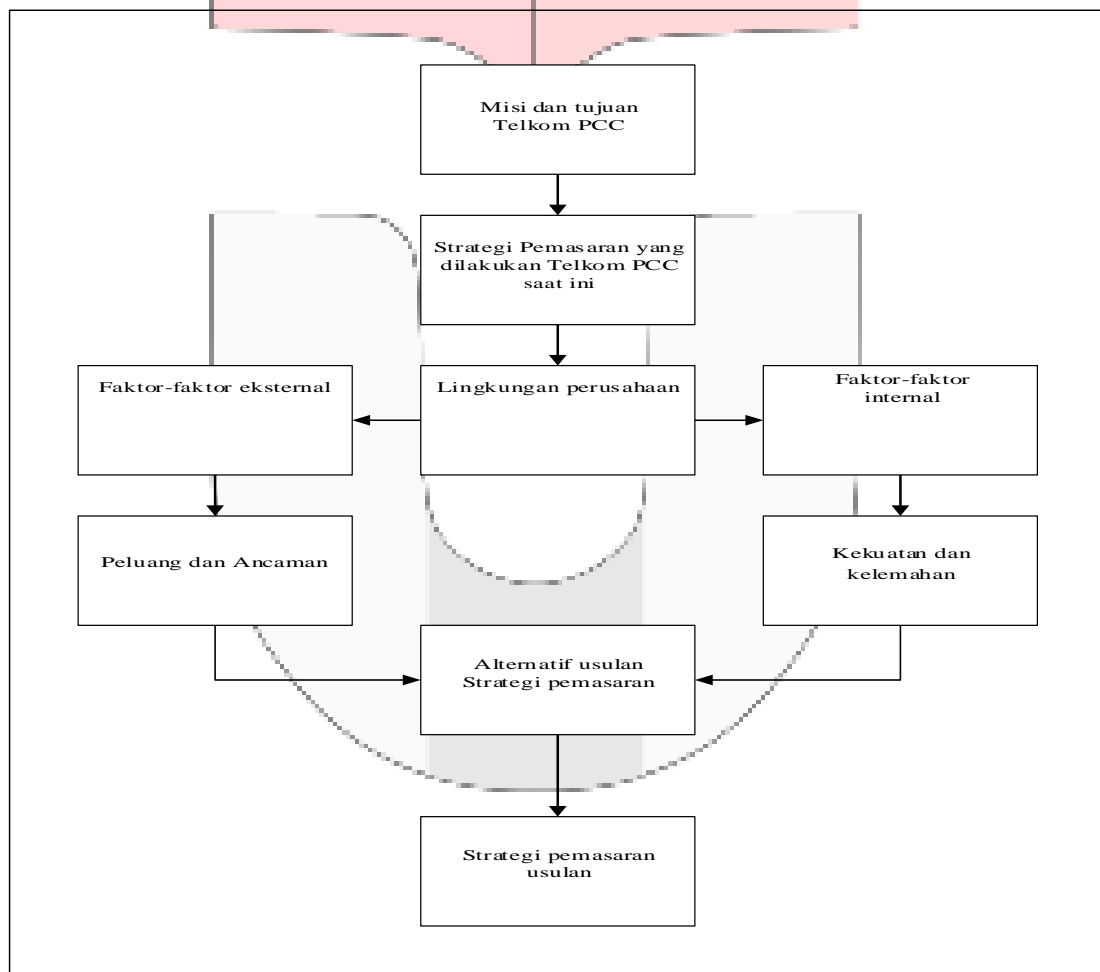 Misi dan tujuan
Telkom PCC
Strategi Pemasaran yang
dilakukan Telkom PCC
saat ini
Faktor-faktor eksternal
Lingkungan perusahaan
Faktor-faktor
internal
Peluang dan Ancaman
Kekuatan dan
kelemahan
Alternatif usulan
Strategi pemasaran
Strategi pemasaran
usulan